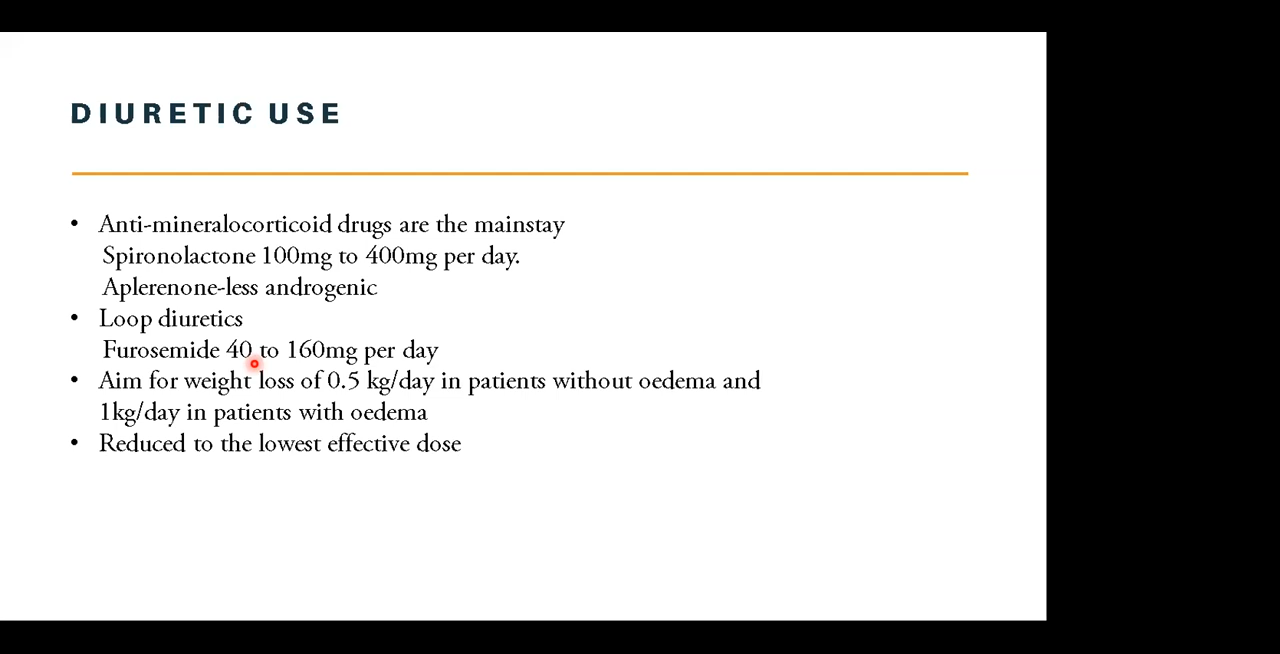 DIURETIC USE
• Anti-mineralocorticoid drugs are the mainstay
Spironolactone 100mg to 400mg per day.
Aplerenone-less androgenic
• Loop diuretics
Furosemide 40 to 160mg per day
• Aim for weight loss of 0.5 kg/day in patients without oedema and
1kg/day in patients with oedema
• Reduced to the lowest effective dose